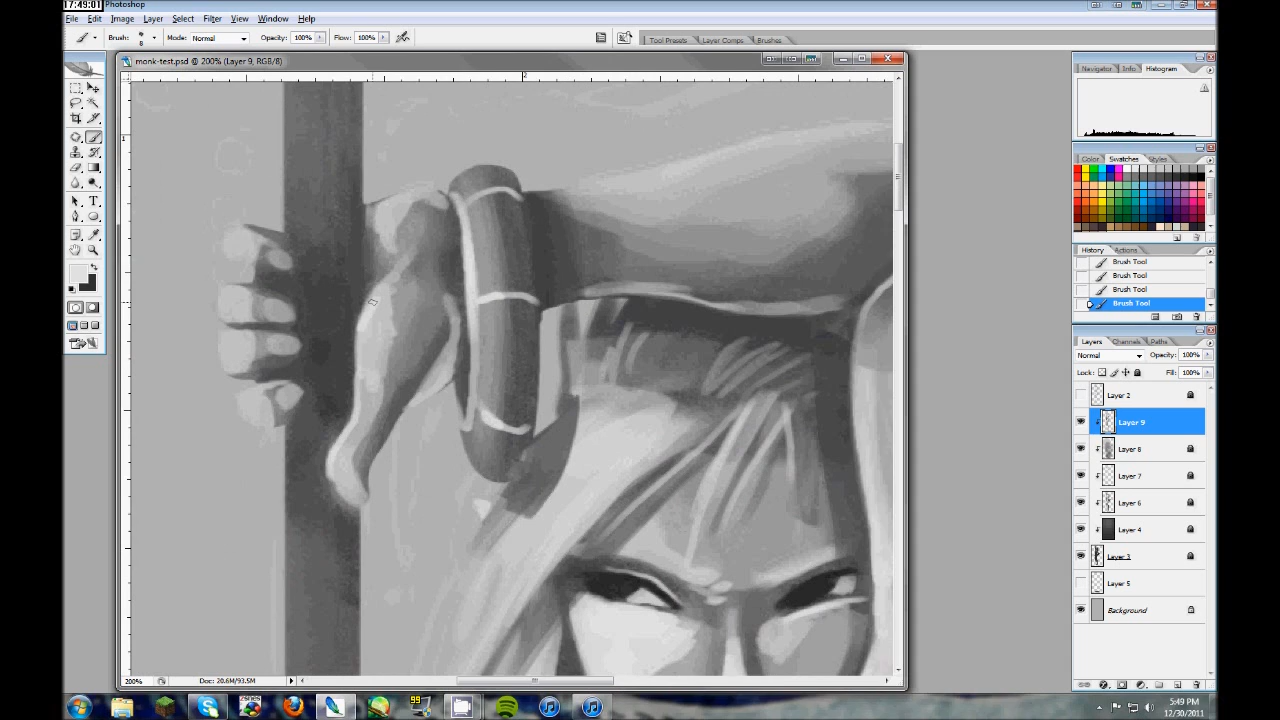 17:49:01 Photoshop
File Edit Image Layer Select Filter Edit View Window Help
Brush: 8 Mode: Normal Opacity: 100% Flow: 100% Tool Presets Layer Comps Brushes
monk-test.psd @ 200% (Layer 9, RGB/8)
Navigator Info Histogram
Color Swatches Styles
History Actions
Brush Tool
Brush Tool
Brush Tool
Brush Tool
Layers Channels Paths
Normal Opacity: 100%
Lock: Fill: 100%
Layer 2
Layer 9
Layer 8
Layer 7
Layer 6
Layer 4
Layer 3
Layer 5
Background
200% Doc: 20.6M/93.5M
99
5:49 PM
12/30/2011